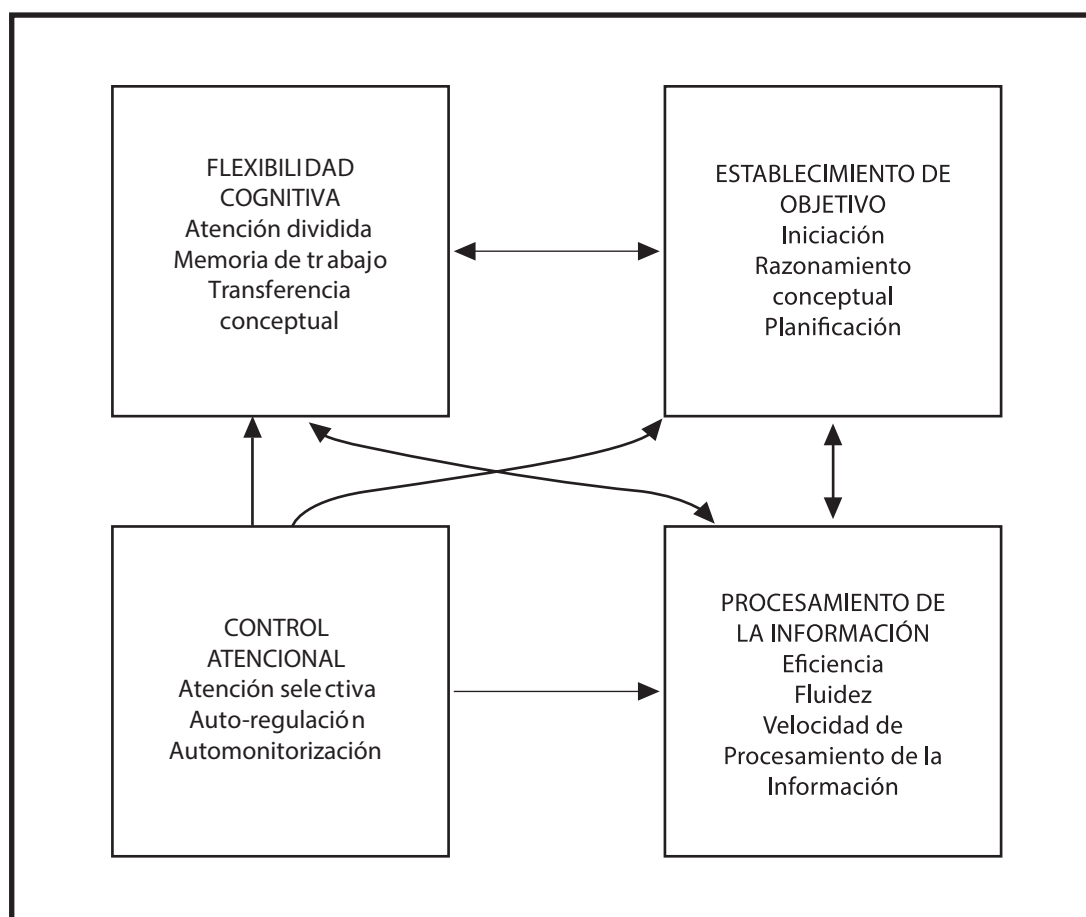 FLEXIBILIDAD
COGNITIVA
Atención dividida
Memoria de trabajo
Transferencia
conceptual
ESTABLECIMIENTO DE
OBJETIVO
Iniciación
Razonamiento
conceptual
Planificación
CONTROL
ATENCIONAL
Atención selectiva
Auto-regulación
Automonitorización
PROCESAMIENTO DE
LA INFORMACIÓN
Eficiencia
Fluidez
Velocidad de
Procesamiento de la
Información